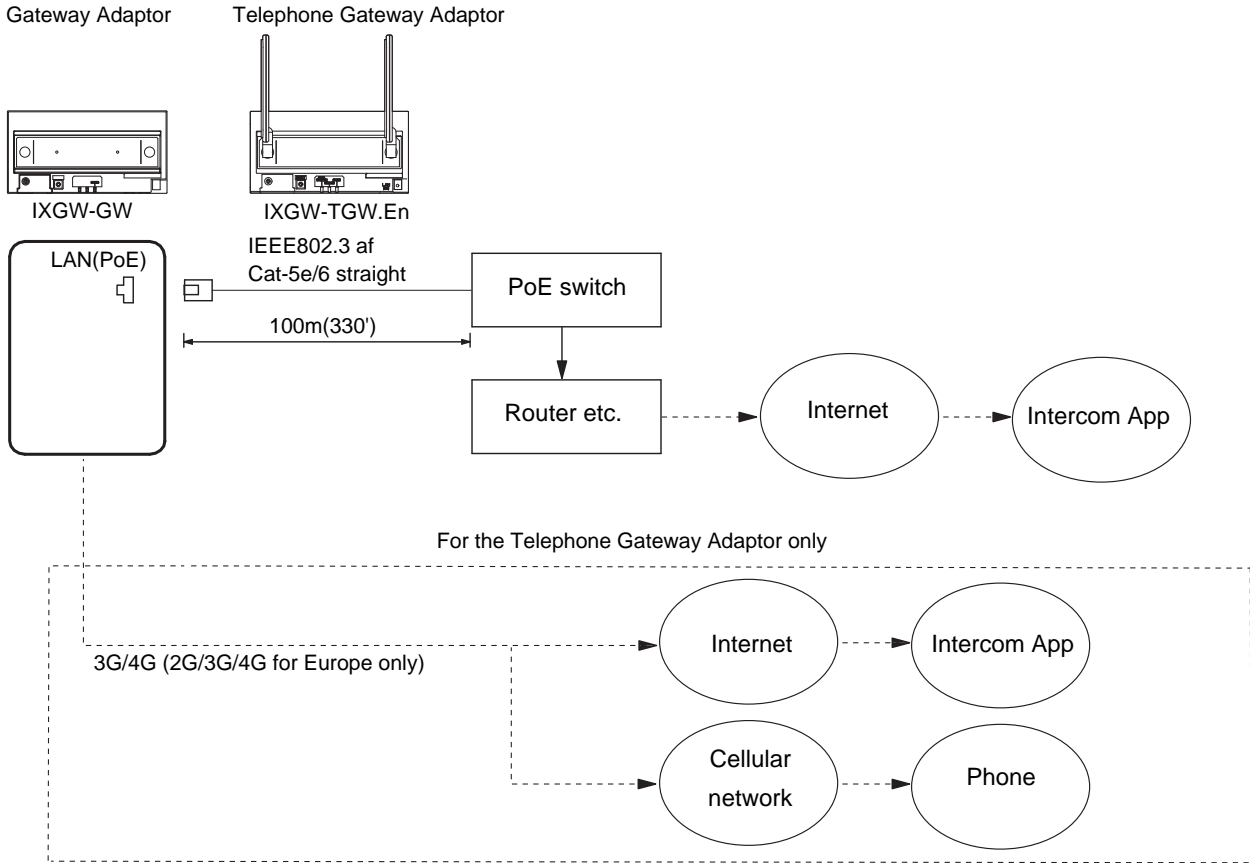 Gateway Adaptor
Telephone Gateway Adaptor
IXGW-GW
IXGW-TGW.En
LAN(PoE)
IEEE802.3 af
Cat-5e/6 straight
100m(330')
PoE switch
Router etc.
Internet
Intercom App
For the Telephone Gateway Adaptor only
3G/4G (2G/3G/4G for Europe only)
Internet
Intercom App
Cellular
network
Phone